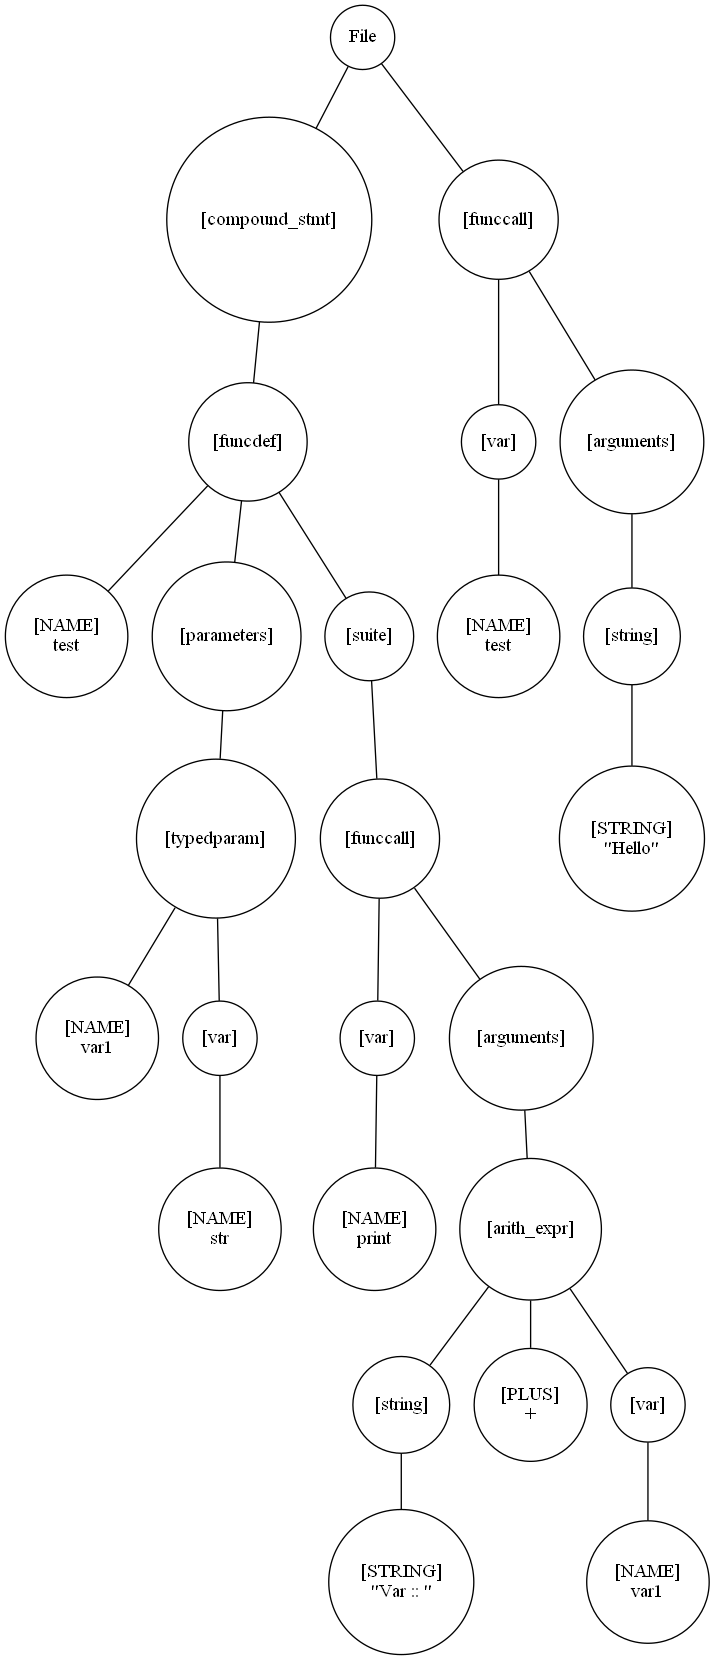 File
[compound_stmt]
[funccall]
[funcdef]
[var]
[arguments]
[NAME]
test
[parameters]
[suite]
[NAME]
test
[string]
[typedparam]
[funccall]
[STRING]
"Hello"
[NAME]
var1
[var]
[var]
[arguments]
[NAME]
str
[NAME]
print
[arith_expr]
[string]
[PLUS]
+
[var]
[STRING]
"Var :: "
[NAME]
var1